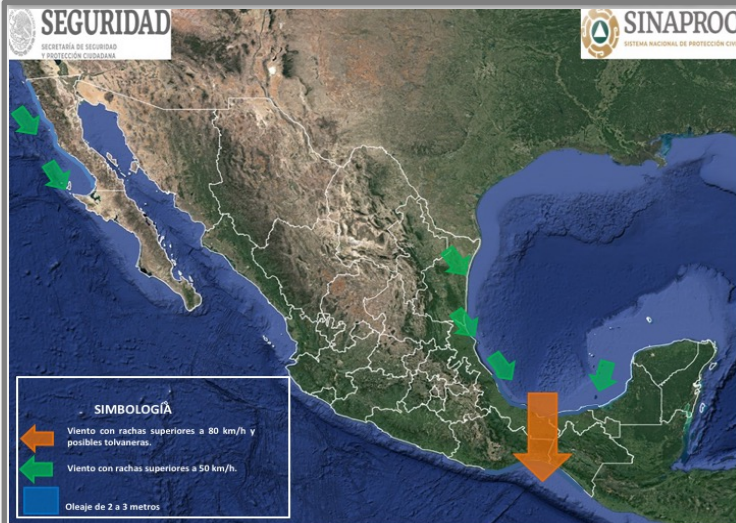 SEGURIDAD
SECRETARÍA DE SEGURIDAD
Y PROTECCIÓN CIUDADANA
SINAPROC
SISTEMA NACIONAL DE PROTECCIÓN CIVI
SIMBOLOGÍA
Viento con rachas superiores a 80 km/h y
posibles tolvaneras.
Viento con rachas superiores a 50 km/h.
Oleaje de 2 a 3 metros